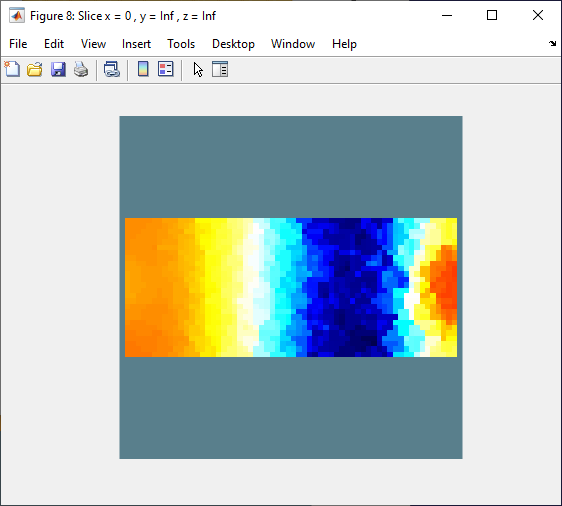 Figure 8: Slice x = 0 , y = Inf , z = Inf
File Edit View Insert Tools Desktop Window Help